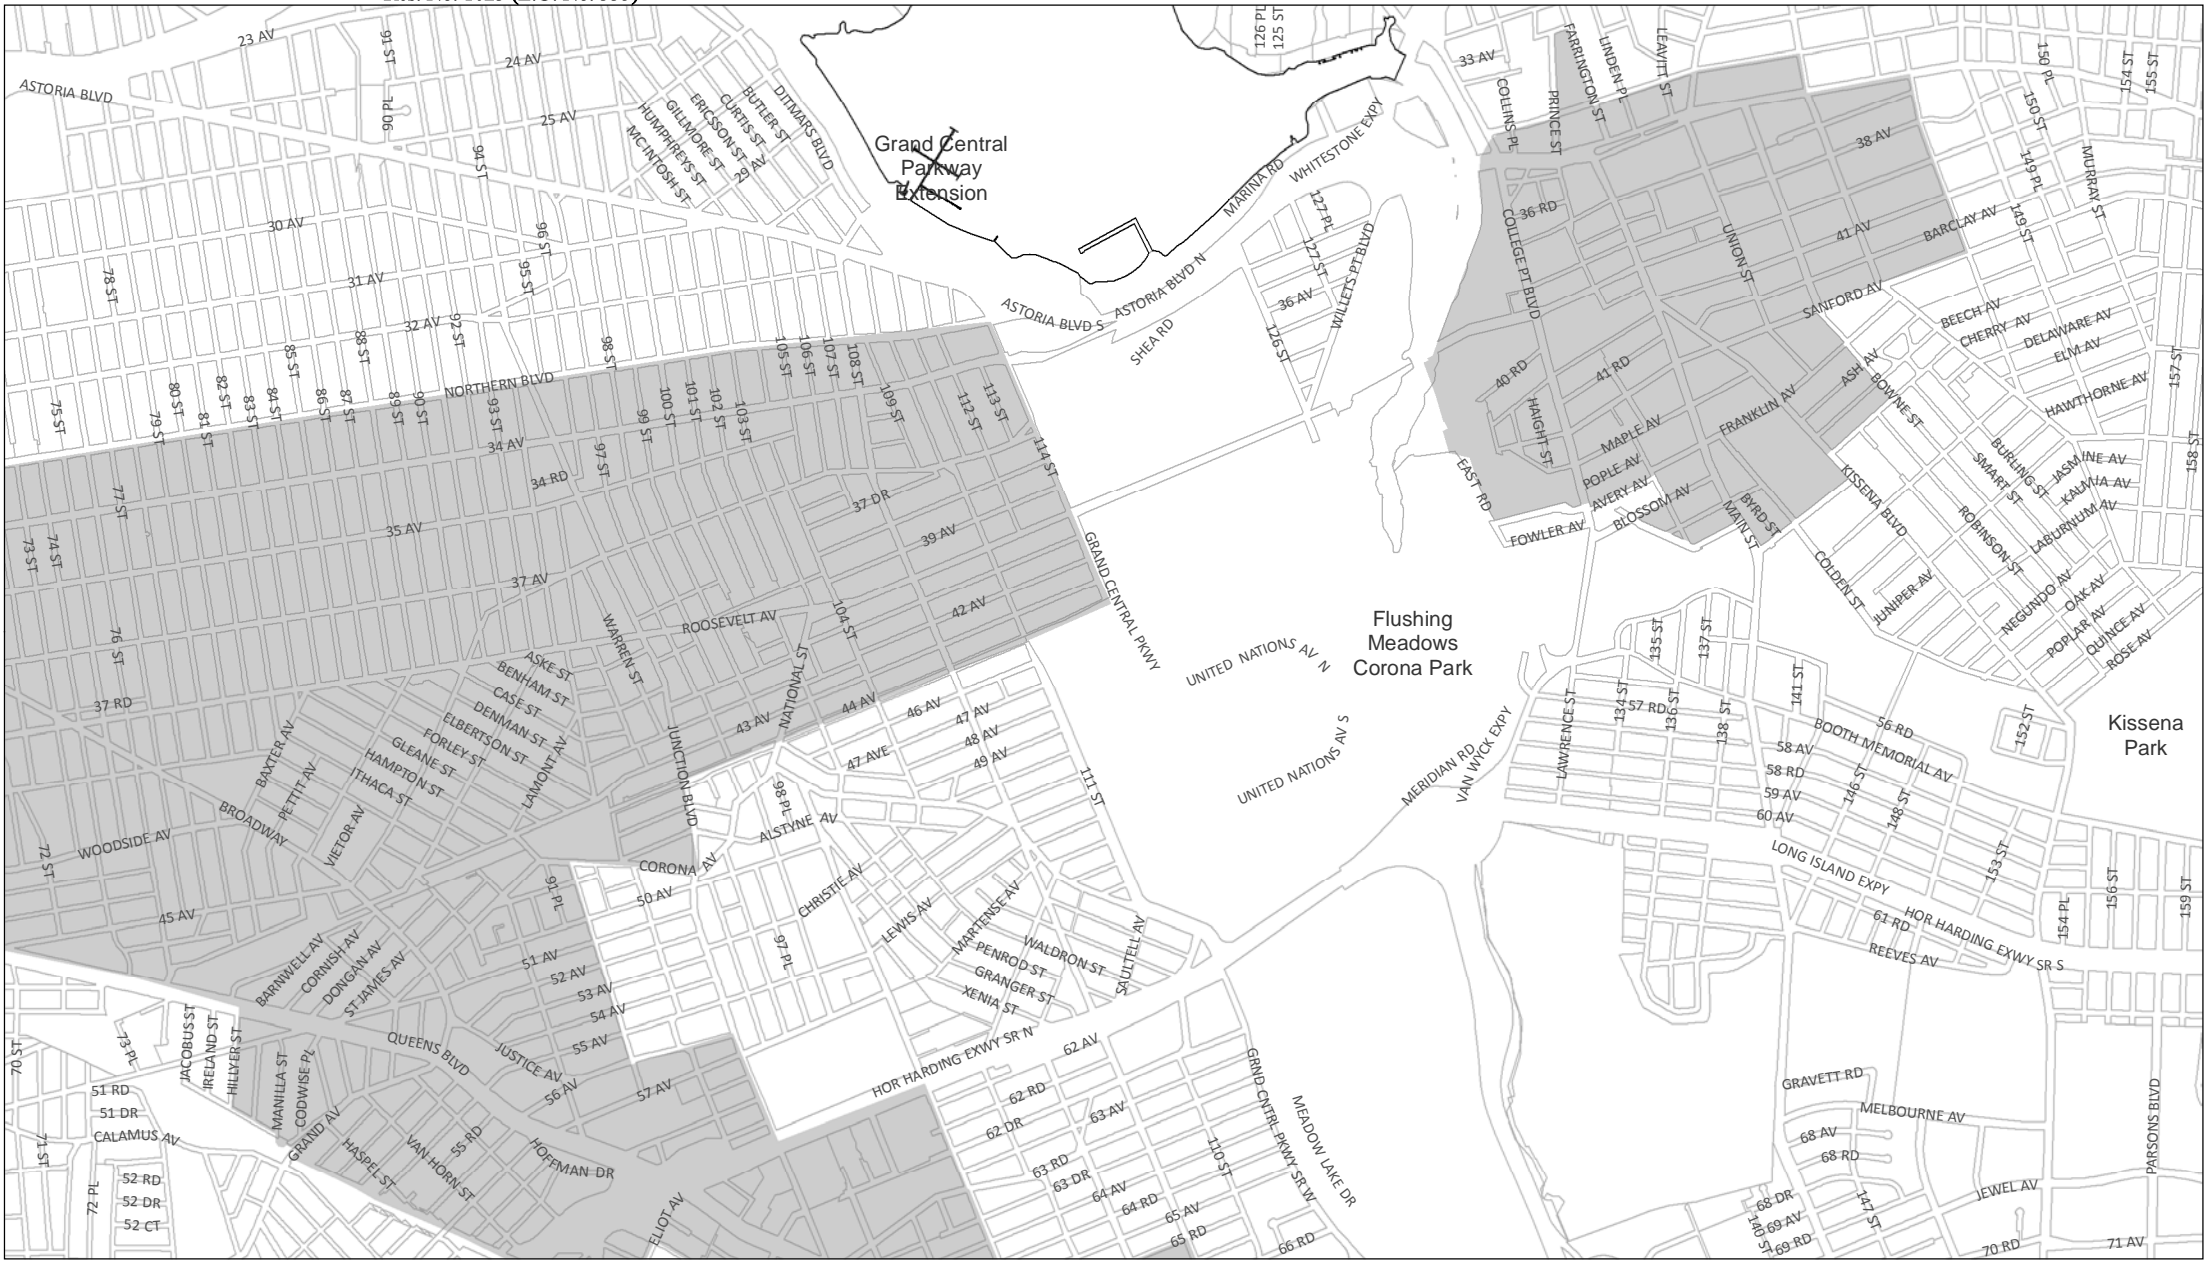 23 AV
91 ST
24 AV
ASTORIA BLVD
90 PL
25 AV
94 ST
HUMPHREYS ST
MC INTOSH ST
GILLMORE ST
ERICSSON ST
CURTIS ST
BUTLER ST
29 AV
DITMARS BLVD
Grand Central
Parkway
Extension
126 PL
125 ST
33 AV
COLLINS PL
PRINCE ST
FARRINGTON ST
LINDEN PL
LEAVITT ST
38 AV
150 PL
154 ST
155 ST
150 ST
149 PL
MURRAY ST
149 ST
BARCLAY AV
41 AV
UNION ST
36 RD
COLLEGE PT BLVD
WHITESTONE EXPY
MARINA RD
127 PL
127 ST
WILLETS PT BLVD
36 AV
126 ST
ASTORIA BLVD N
ASTORIA BLVD S
SHEA RD
30 AV
96 ST
95 ST
78 ST
31 AV
32 AV
92 ST
88 ST
85 ST
98 ST
105 ST
106 ST
107 ST
108 ST
109 ST
NORTHERN BLVD
75 ST
79 ST
80 ST
81 ST
82 ST
83 ST
84 ST
86 ST
87 ST
89 ST
90 ST
93 ST
99 ST
100 ST
101 ST
102 ST
103 ST
112 ST
113 ST
114 ST
34 AV
34 RD
97 ST
77 ST
35 AV
37 DR
39 AV
73 ST
74 ST
37 AV
42 AV
76 ST
WARREN ST
ROOSEVELT AV
104 ST
NATIONAL ST
ASKE ST
BENHAM ST
CASE ST
DENMAN ST
ELBERTSON ST
FORLEY ST
GLEANE ST
HAMPTON ST
ITHACA ST
LAMONT AV
37 RD
BAXTER AV
PETTIT AV
VIETOR AV
BROADWAY
WOODSIDE AV
72 ST
45 AV
JUNCTION BLVD
43 AV
44 AV
46 AV
47 AV
48 AV
49 AV
47 AVE
98 PL
ALSTYNE AV
CORONA AV
50 AV
CHRISTIE AV
LEWIS AV
MARTENSE AV
PENROD ST
GRANGER ST
XENIA ST
WALDRON ST
SAULTELL AV
111 ST
97 PL
91 PL
51 AV
52 AV
53 AV
54 AV
55 AV
56 AV
57 AV
BARNWELL AV
CORNISH AV
DONGAN AV
ST JAMES AV
QUEENS BLVD
JUSTICE AV
HOFFMAN DR
55 RD
VAN HORN ST
HASPEL ST
GRAND AV
MANILLA ST
CODWISE PL
HILLYER ST
IRELAND ST
JACOBUS ST
73 PL
70 ST
51 RD
51 DR
CALAMUS AV
71 ST
72 PL
52 RD
52 DR
52 CT
ELIOT AV
HOR HARDING EXWY SR N
62 AV
62 RD
62 DR
63 AV
63 RD
63 DR
64 AV
64 RD
65 AV
65 RD
66 RD
110 ST
GRND CNTRL PKWY SR W
MEADOW LAKE DR
GRAND CENTRAL PKWY
UNITED NATIONS AV N
UNITED NATIONS AV S
Flushing
Meadows
Corona Park
MERIDIAN RD
VAN WYCK EXPY
EAST RD
FOWLER AV
AVERY AV
BLOSSOM AV
POPLE AV
MAPLE AV
HAIGHT ST
40 RD
41 RD
FRANKLIN AV
SANFORD AV
ASH AV
BOWNE ST
BYRD ST
MAIN ST
KISSENA BLVD
COLDEN ST
JUNIPER AV
ROBINSON ST
SMART ST
BURLING ST
BEECH AV
CHERRY AV
DELAWARE AV
ELM AV
HAWTHORNE AV
JASMINE AV
KALMIA AV
LABURNUM AV
NEGUNDO AV
OAK AV
POPLAR AV
QUINCE AV
ROSE AV
157 ST
158 ST
Kissena
Park
152 ST
135 ST
137 ST
134 ST
136 ST
138 ST
57 RD
LAWRENCE ST
141 ST
56 RD
BOOTH MEMORIAL AV
58 AV
58 RD
59 AV
60 AV
146 ST
148 ST
153 ST
LONG ISLAND EXPY
HOR HARDING EXWY SR S
61 RD
REEVES AV
154 PL
156 ST
159 ST
GRAVETT RD
MELBOURNE AV
68 AV
68 RD
68 DR
69 AV
69 RD
140 ST
147 ST
JEWEL AV
PARSONS BLVD
70 RD
71 AV